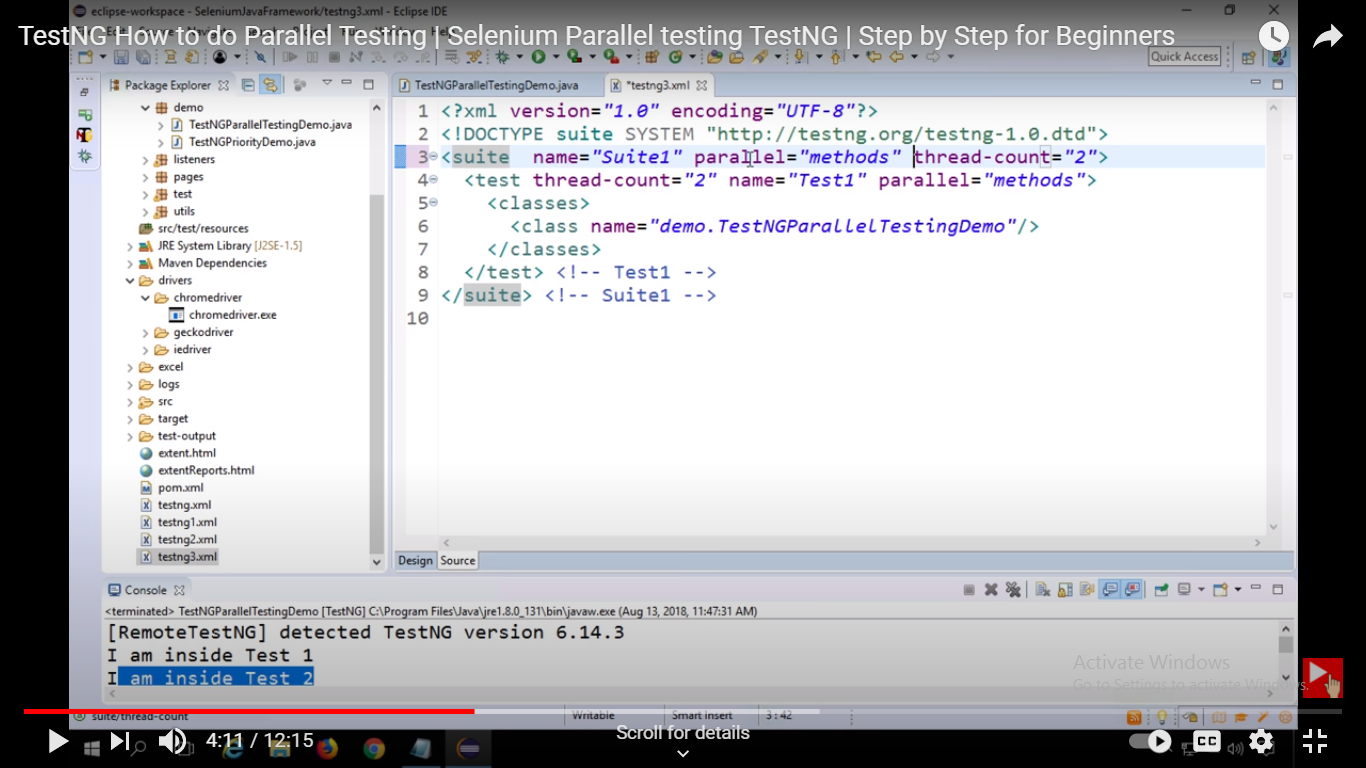 eclipse-workspace - SeleniumJavaFramework/testng3.xml - Eclipse IDE
TestNG How to do Parallel Testing | Selenium Parallel testing TestNG | Step by Step for Beginners
Quick Access
Package Explorer
demo
TestNGParallelTestingDemo.java
TestNGPriorityDemo.java
listeners
pages
test
utils
src/test/resources
JRE System Library [J2SE-1.5]
Maven Dependencies
drivers
chromedriver
chromedriver.exe
geckodriver
iedriver
excel
logs
src
target
test-output
extent.html
extentReports.html
pom.xml
testng.xml
testng1.xml
testng2.xml
testng3.xml
TestNGParallelTestingDemo.java
*testng3.xml
1 <?xml version="1.0" encoding="UTF-8"?>
2 <!DOCTYPE suite SYSTEM "http://testng.org/testng-1.0.dtd">
3 <suite  name="Suite1" parallel="methods" thread-count="2">
4 <test thread-count="2" name="Test1" parallel="methods">
5 <classes>
6 <class name="demo.TestNGParallelTestingDemo"/>
7 </classes>
8 </test> <!-- Test1 -->
9 </suite> <!-- Suite1 -->
10
Design Source
Console
<terminated> TestNGParallelTestingDemo [TestNG] C:\Program Files\Java\jre1.8.0_131\bin\javaw.exe (Aug 13, 2018, 11:47:31 AM)
[RemoteTestNG] detected TestNG version 6.14.3
I am inside Test 1
I am inside Test 2
Activate Windows
Go to Settings to activate Windows.
suite/thread-count
Writable
Smart Insert
3 : 42
4:11 / 12:15
Scroll for details
CC